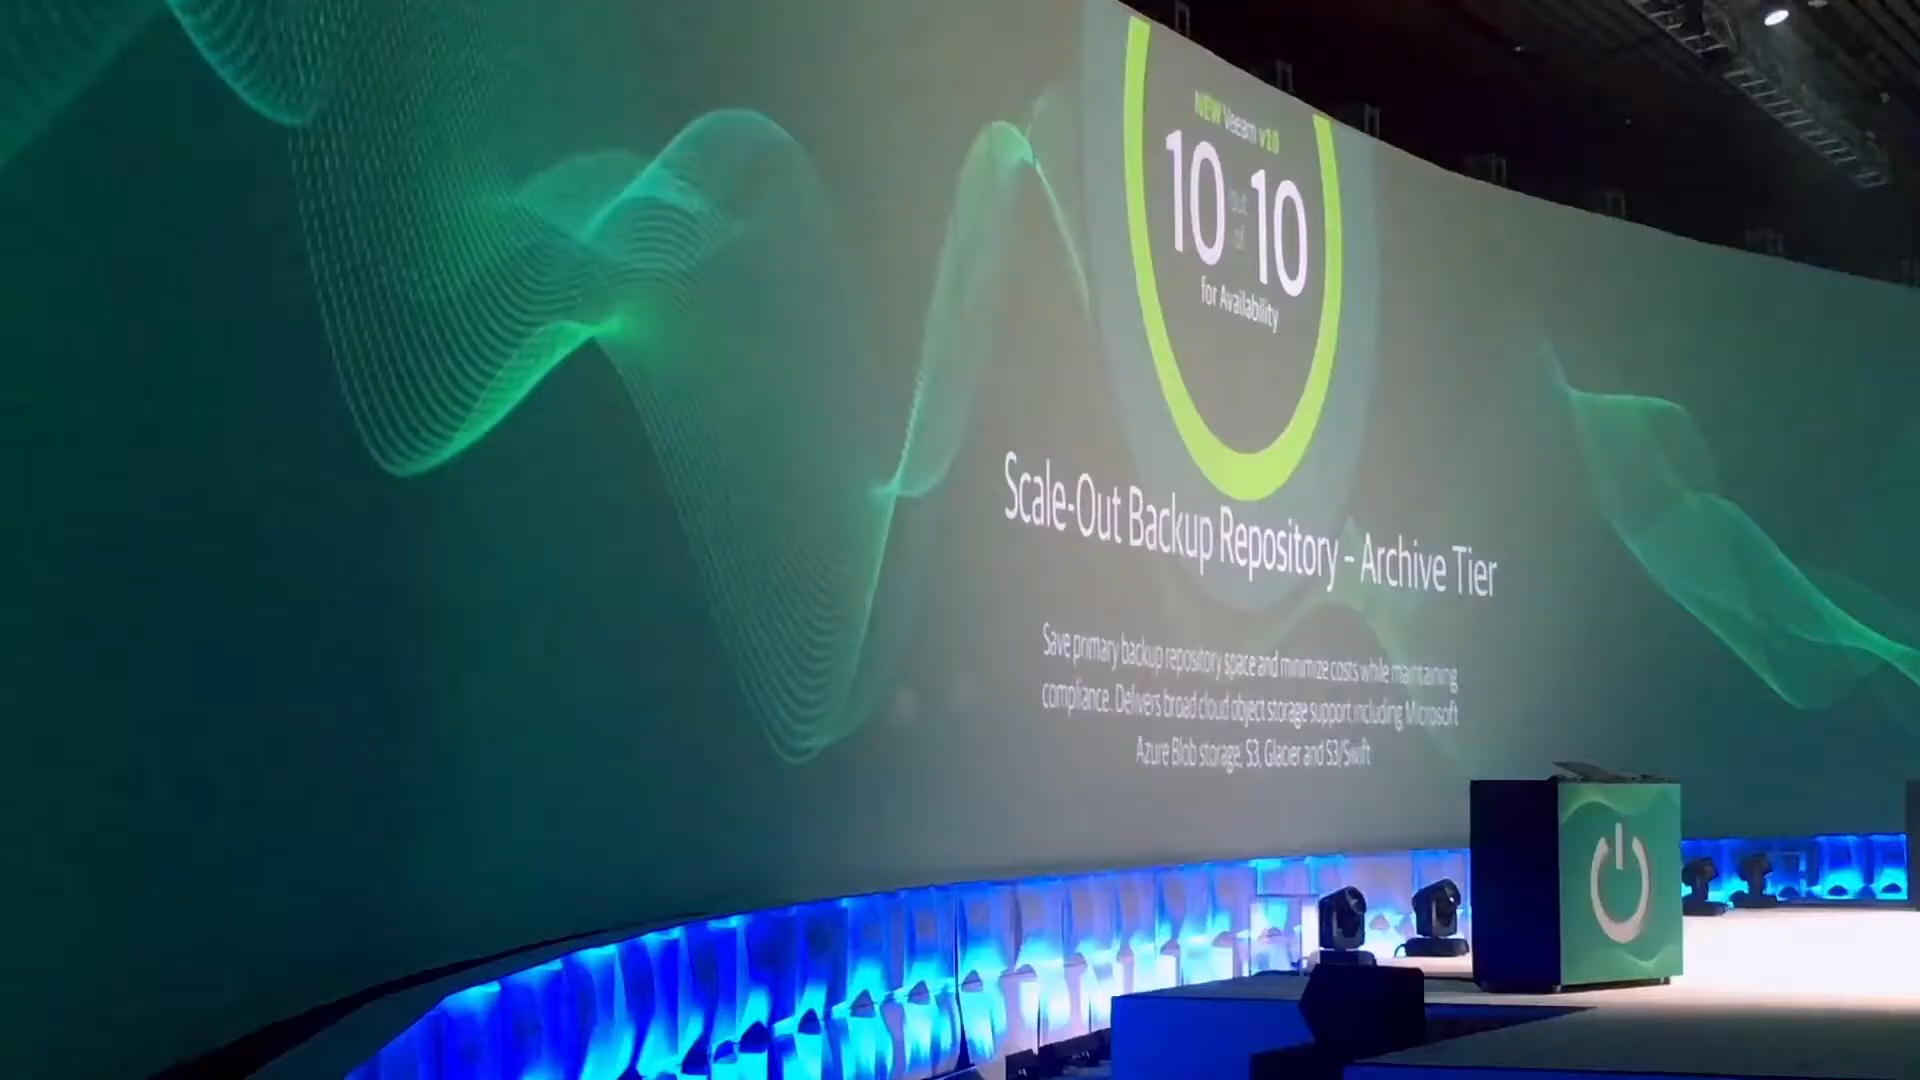 NEW Veeam v10
10 out of 10
for Availability
Scale-Out Backup Repository - Archive Tier
Save primary backup repository space and minimize costs while maintaining
compliance. Delivers broad cloud object storage support including Microsoft
Azure Blob storage, S3, Glacier and S3/Swift